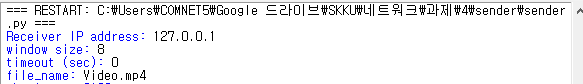 === RESTART: C:\Users\COMNET5\Google 드라이브\SKKU\네트워크\과제\4\sender\sender
.py ===
Receiver IP address: 127.0.0.1
window size: 8
timeout (sec): 0
file_name: Video.mp4